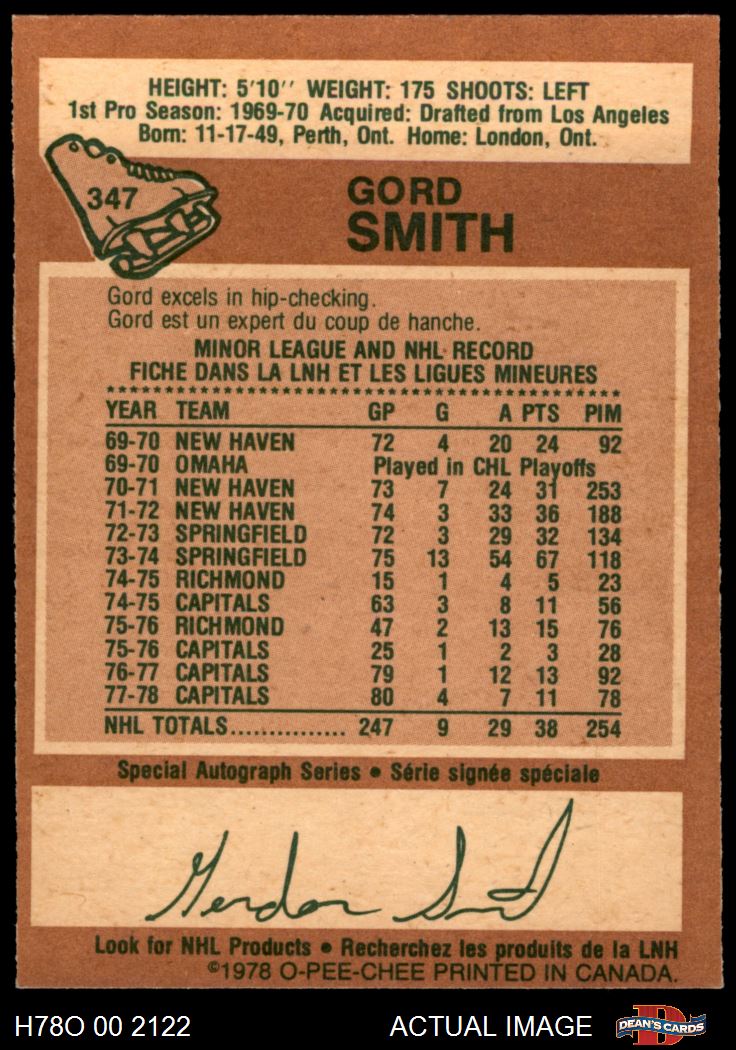 HEIGHT: 5'10'' WEIGHT: 175 SHOOTS: LEFT
1st Pro Season: 1969-70 Acquired: Drafted from Los Angeles
Born: 11-17-49, Perth, Ont. Home: London, Ont.
347
GORD
SMITH
Gord excels in hip-checking.
Gord est un expert du coup de hanche.
MINOR LEAGUE AND NHL RECORD
FICHE DANS LA LNH ET LES LIGUES MINEURES
YEAR TEAM GP G A PTS PIM
69-70 NEW HAVEN 72 4 20 24 92
69-70 OMAHA Played in CHL Playoffs
70-71 NEW HAVEN 73 7 24 31 253
71-72 NEW HAVEN 74 3 33 36 188
72-73 SPRINGFIELD 72 3 29 32 134
73-74 SPRINGFIELD 75 13 54 67 118
74-75 RICHMOND 15 1 4 5 23
74-75 CAPITALS 63 3 8 11 56
75-76 RICHMOND 47 2 13 15 76
75-76 CAPITALS 25 1 2 3 28
76-77 CAPITALS 79 1 12 13 92
77-78 CAPITALS 80 4 7 11 78
NHL TOTALS............... 247 9 29 38 254
Special Autograph Series • Série signée spéciale
Gordon Smith
Look for NHL Products • Recherchez les produits de la LNH
©1978 O-PEE-CHEE PRINTED IN CANADA.
H78O 00 2122 ACTUAL IMAGE DEAN'S CARDS